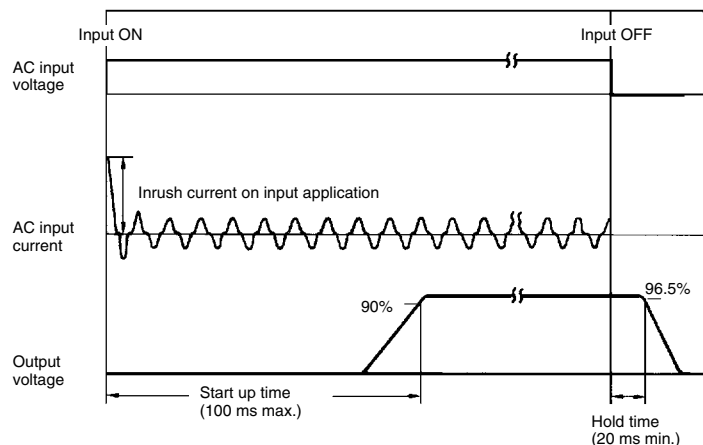 Input ON
Input OFF
AC input
voltage
Inrush current on input application
AC input
current
90%
96.5%
Output
voltage
Start up time
(100 ms max.)
Hold time
(20 ms min.)